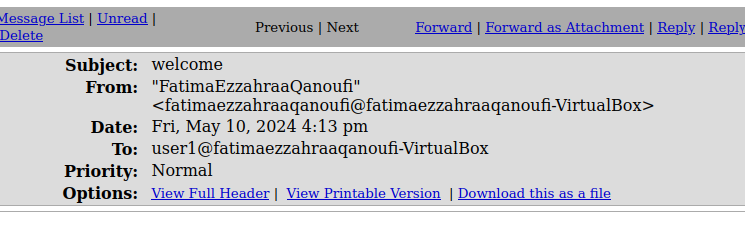 Message List | Unread |
Delete
Previous | Next
Forward | Forward as Attachment | Reply | Reply
Subject: welcome
From: "FatimaEzzahraaQanoufi"
<fatimaezzahraaqanoufi@fatimaezzahraaqanoufi-VirtualBox>
Date: Fri, May 10, 2024 4:13 pm
To: user1@fatimaezzahraaqanoufi-VirtualBox
Priority: Normal
Options: View Full Header | View Printable Version | Download this as a file